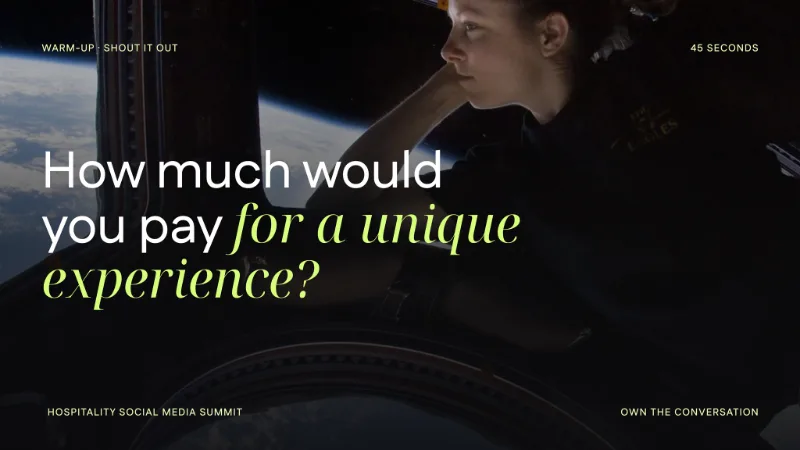 WARM-UP · SHOUT IT OUT
45 SECONDS
How much would
you pay for a unique
experience?
HOSPITALITY SOCIAL MEDIA SUMMIT
OWN THE CONVERSATION